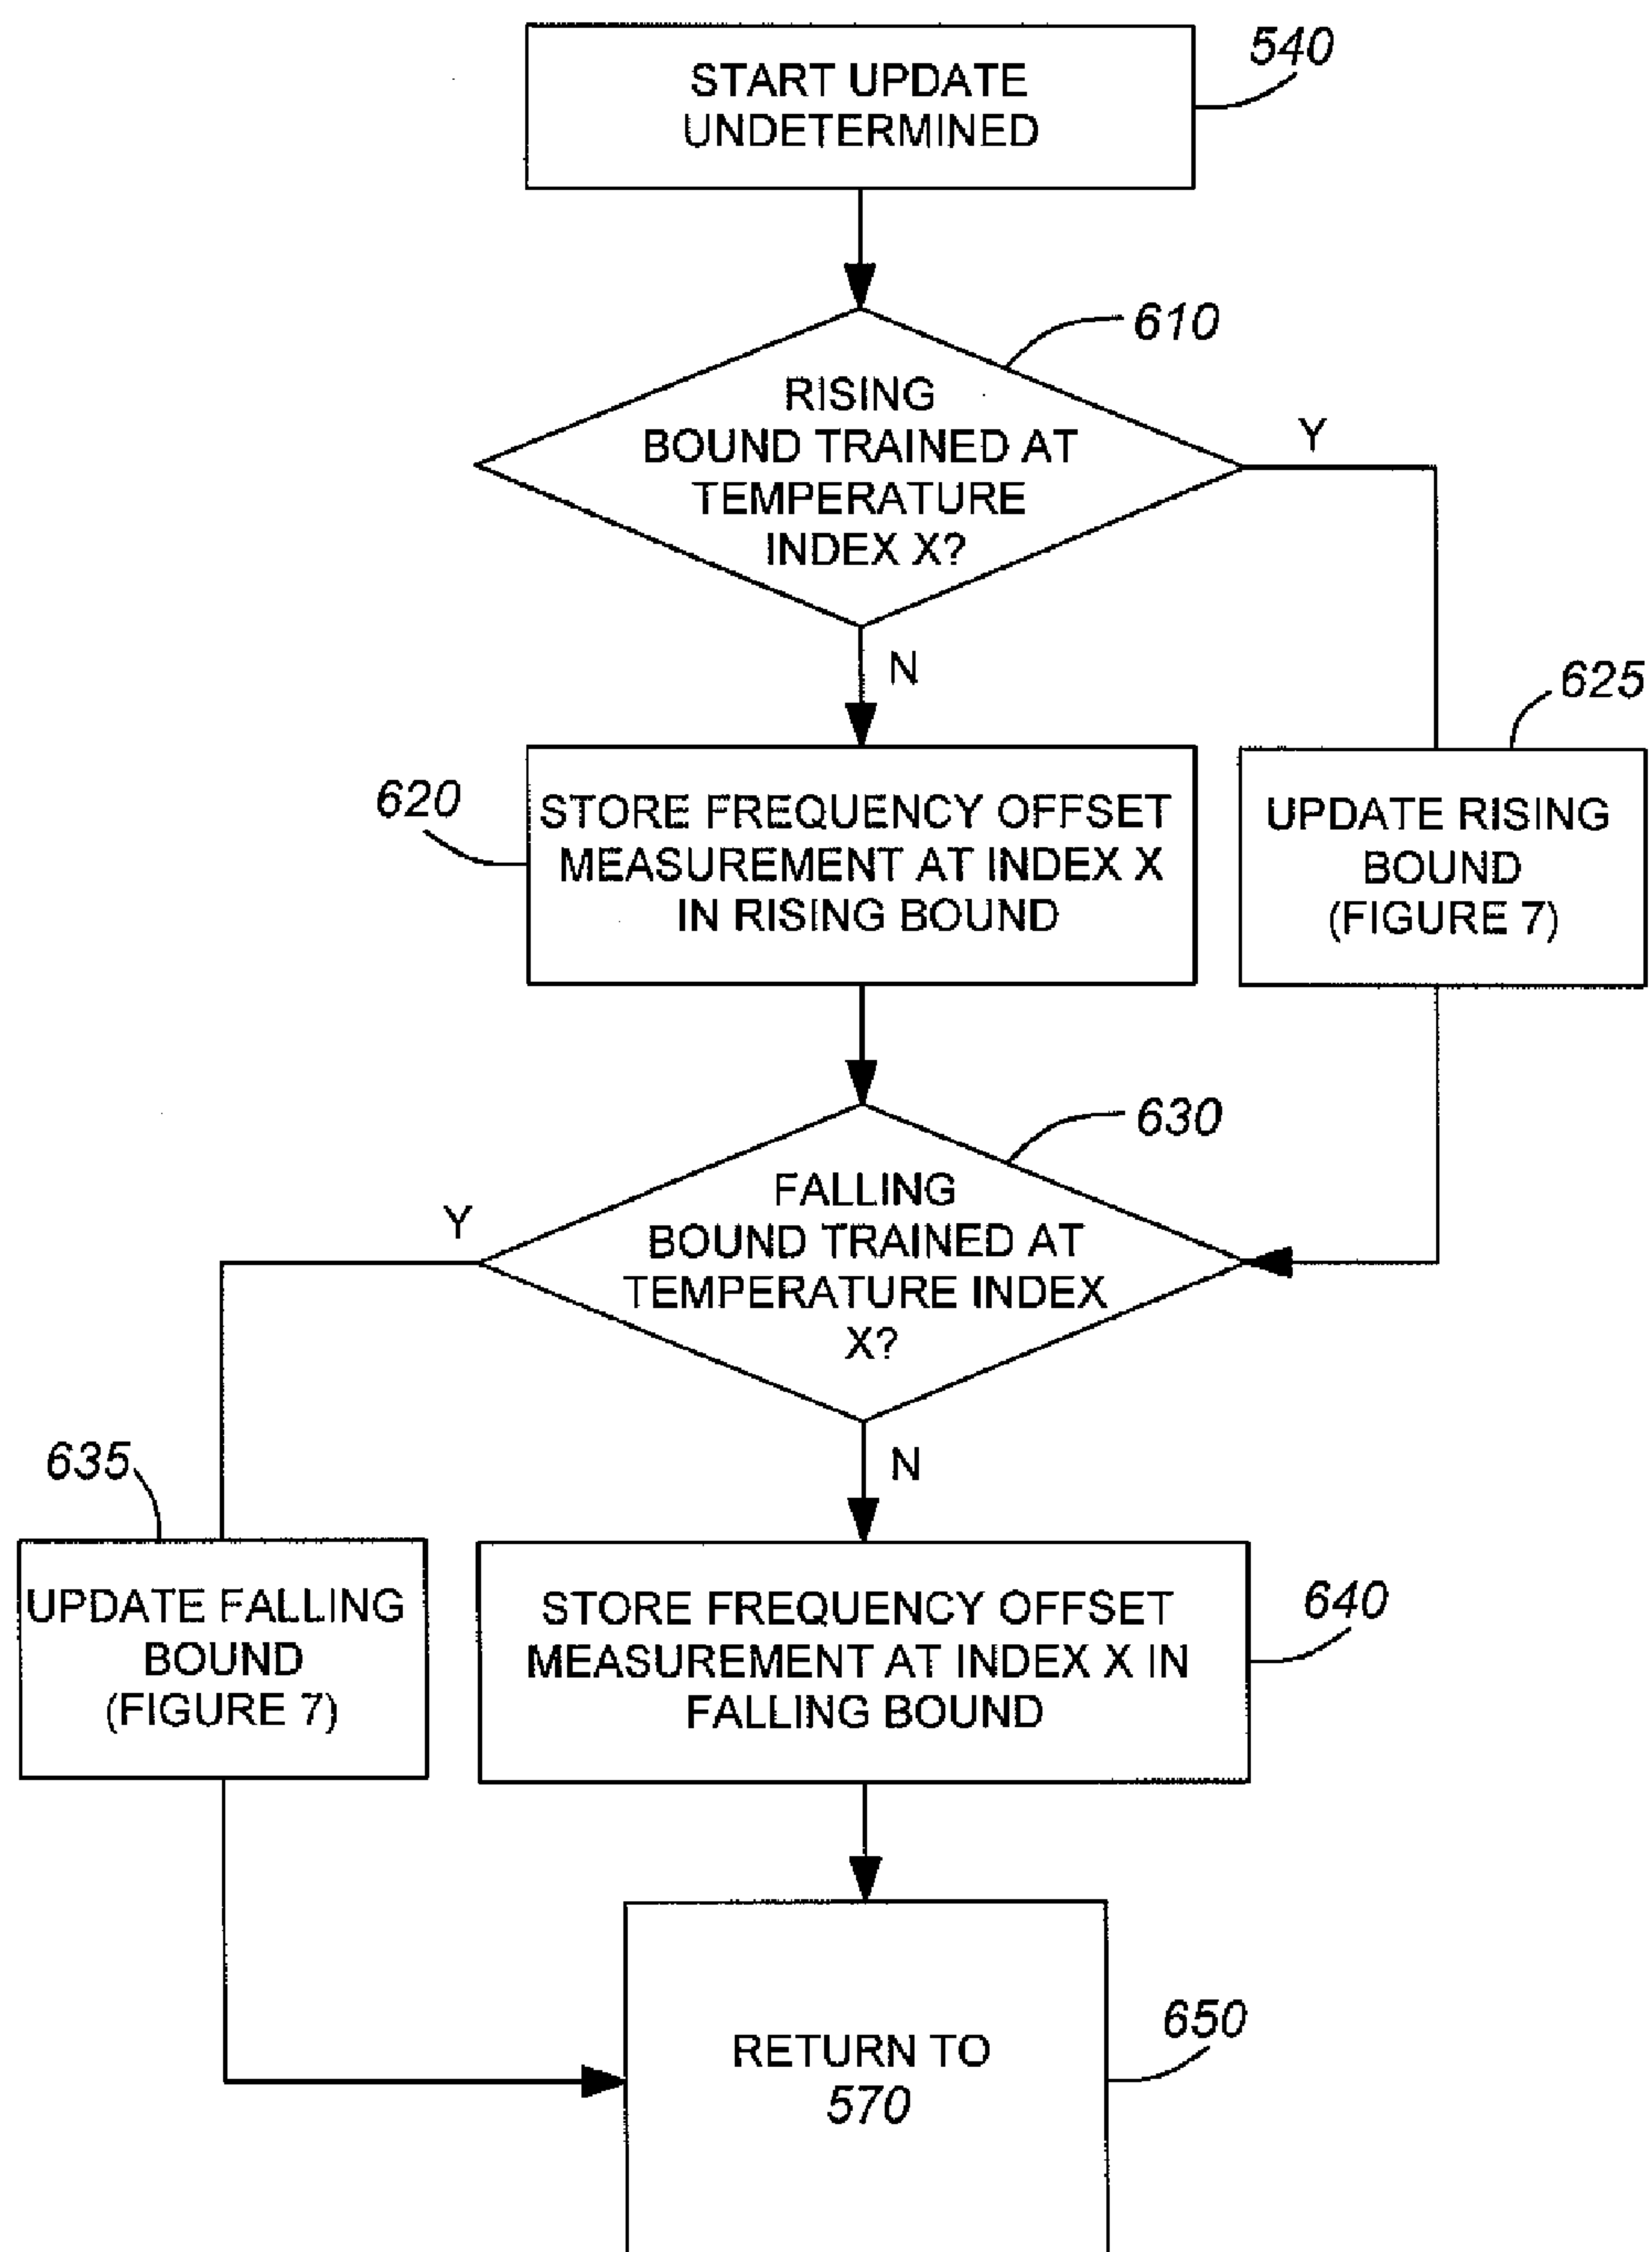 START UPDATE
UNDETERMINED
540
610
RISING
BOUND TRAINED AT
TEMPERATURE
INDEX X?
Y
N
625
620
STORE FREQUENCY OFFSET
MEASUREMENT AT INDEX X
IN RISING BOUND
UPDATE RISING
BOUND
(FIGURE 7)
630
FALLING
BOUND TRAINED AT
TEMPERATURE INDEX
X?
Y
N
635
UPDATE FALLING
BOUND
(FIGURE 7)
STORE FREQUENCY OFFSET
MEASUREMENT AT INDEX X IN
FALLING BOUND
640
RETURN TO
570
650